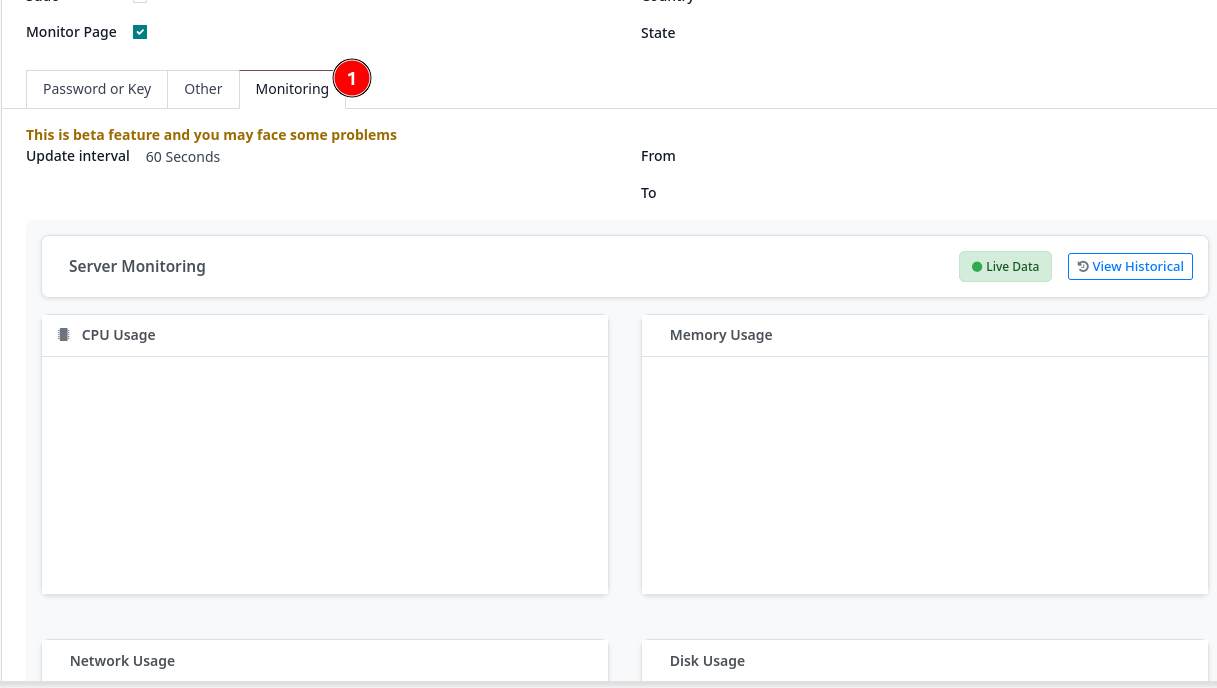 Monitor Page
State
Password or Key
Other
Monitoring
1
This is beta feature and you may face some problems
Update interval 60 Seconds
From
To
Server Monitoring
Live Data
View Historical
CPU Usage
Memory Usage
Network Usage
Disk Usage